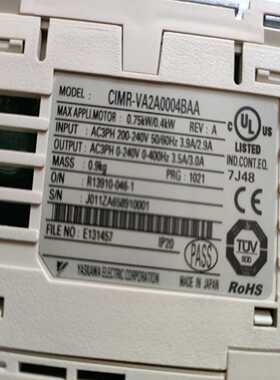 MODEL: CIMR-VA2A0004BAA
MAX APPLI.MOTOR: 0.75kW/0.4kW REV: A
INPUT: AC3PH 200-240V 50/60Hz 3.9A/2.9A
OUTPUT: AC3PH 0-240V 0-400Hz 3.5A/3.0A
MASS: 0.9kg PRG: 1021
O/N: R13910-046-1
S/N: J011ZA658910001
FILE NO: E131457 IP20 PASS
YASKAWA ELECTRIC CORPORATION MADE IN JAPAN
C UL US
LISTED
IND.CONT.EQ.
7J48
TÜV
RoHS